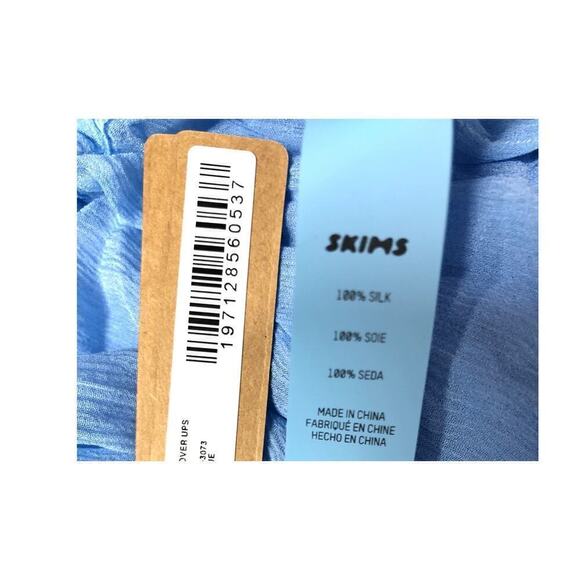 197128560537
OVER UPS
-3073
UE
SKIMS
100% SILK
100% SOIE
100% SEDA
MADE IN CHINA
FABRIQUÉ EN CHINE
HECHO EN CHINA